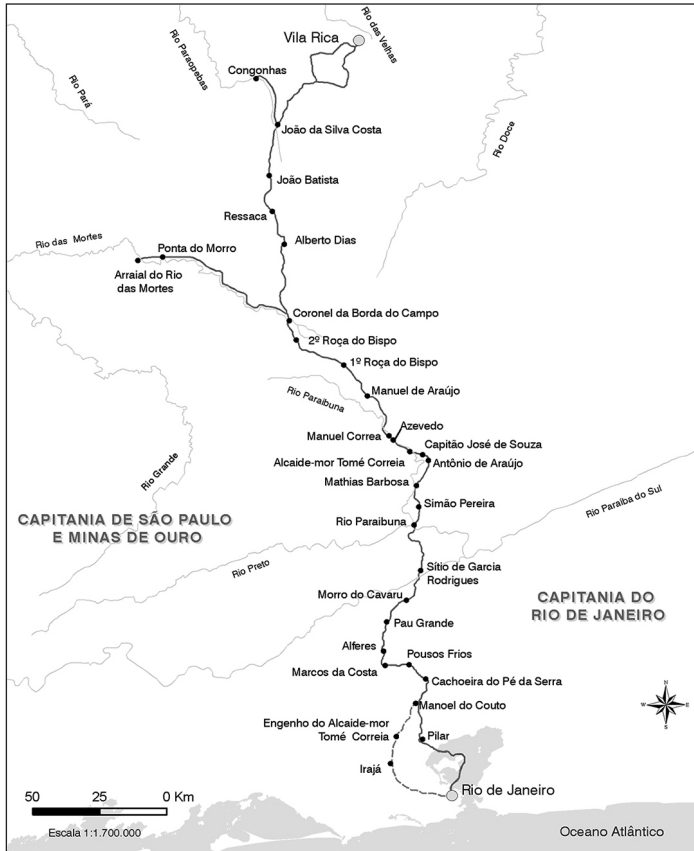 Rio das Velhas
Vila Rica
Rio Paraopebas
Congonhas
Rio Pará
João da Silva Costa
Rio Doce
João Batista
Ressaca
Rio das Mortes
Ponta do Morro
Alberto Dias
Arraial do Rio
das Mortes
Coronel da Borda do Campo
2º Roça do Bispo
1º Roça do Bispo
Rio Paraibuna
Manuel de Araújo
Azevedo
Manuel Correa
Capitão José de Souza
Alcaide-mor Tomé Correia
Antônio de Araújo
Mathias Barbosa
Rio Grande
Simão Pereira
Rio Paraiba do Sul
CAPITANIA DE SÃO PAULO
E MINAS DE OURO
Rio Paraibuna
Rio Preto
Sítio de Garcia
Rodrigues
Morro do Cavaru
CAPITANIA DO
RIO DE JANEIRO
Pau Grande
Alferes
Pousos Frios
Marcos da Costa
Cachoeira do Pé da Serra
N
W
E
S
Manoel do Couto
Engenho do Alcaide-mor
Tomé Correia
Pilar
Irajá
Rio de Janeiro
50 25 0 Km
Escala 1:1.700.000
Oceano Atlântico